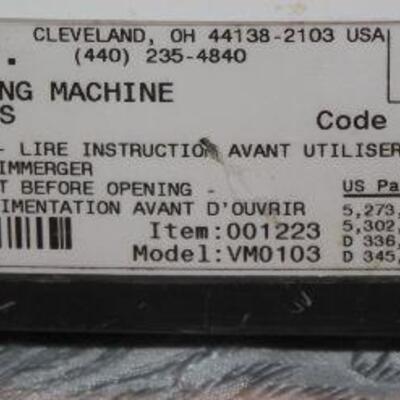 CLEVELAND, OH 44138-2103 USA
. (440) 235-4840
NG MACHINE
S Code
- LIRE INSTRUCTION AVANT UTILISER
IMMERGER
T BEFORE OPENING - US Pa
IMENTATION AVANT D'OUVRIR 5,273,
Item:001223 5,302,
D 336,
Model:VM0103 D 345,